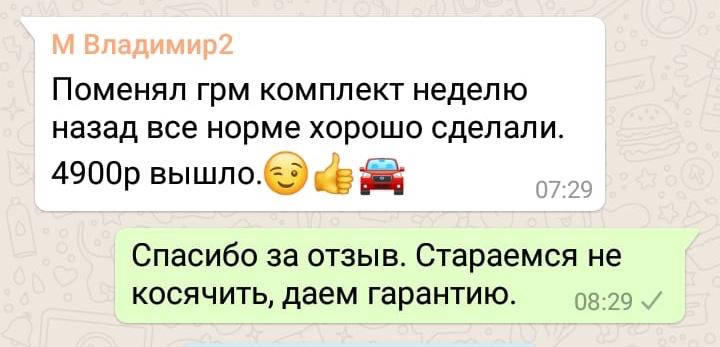 М Владимир2
Поменял грм комплект неделю
назад все норме хорошо сделали.
4900р вышло.😉👍🚘
07:29
Спасибо за отзыв. Стараемся не
косячить, даем гарантию.
08:29